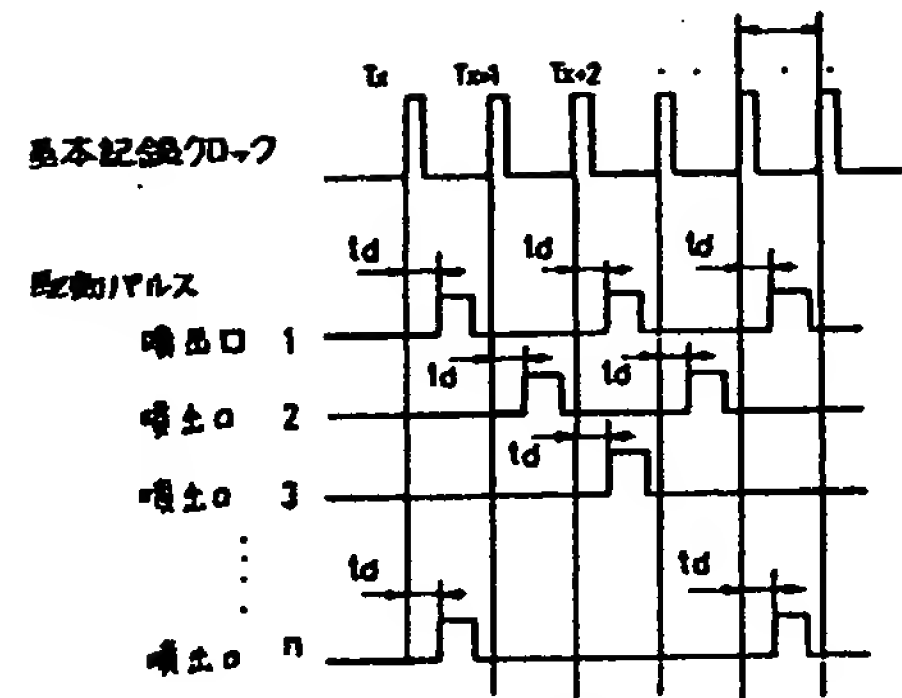 Tx Tx+1 Tx+2 . . . . .
基本記録クロック
td td td
駆動パルス
噴出口 1
td td
噴出口 2
td
噴出口 3
td td
噴出口 n